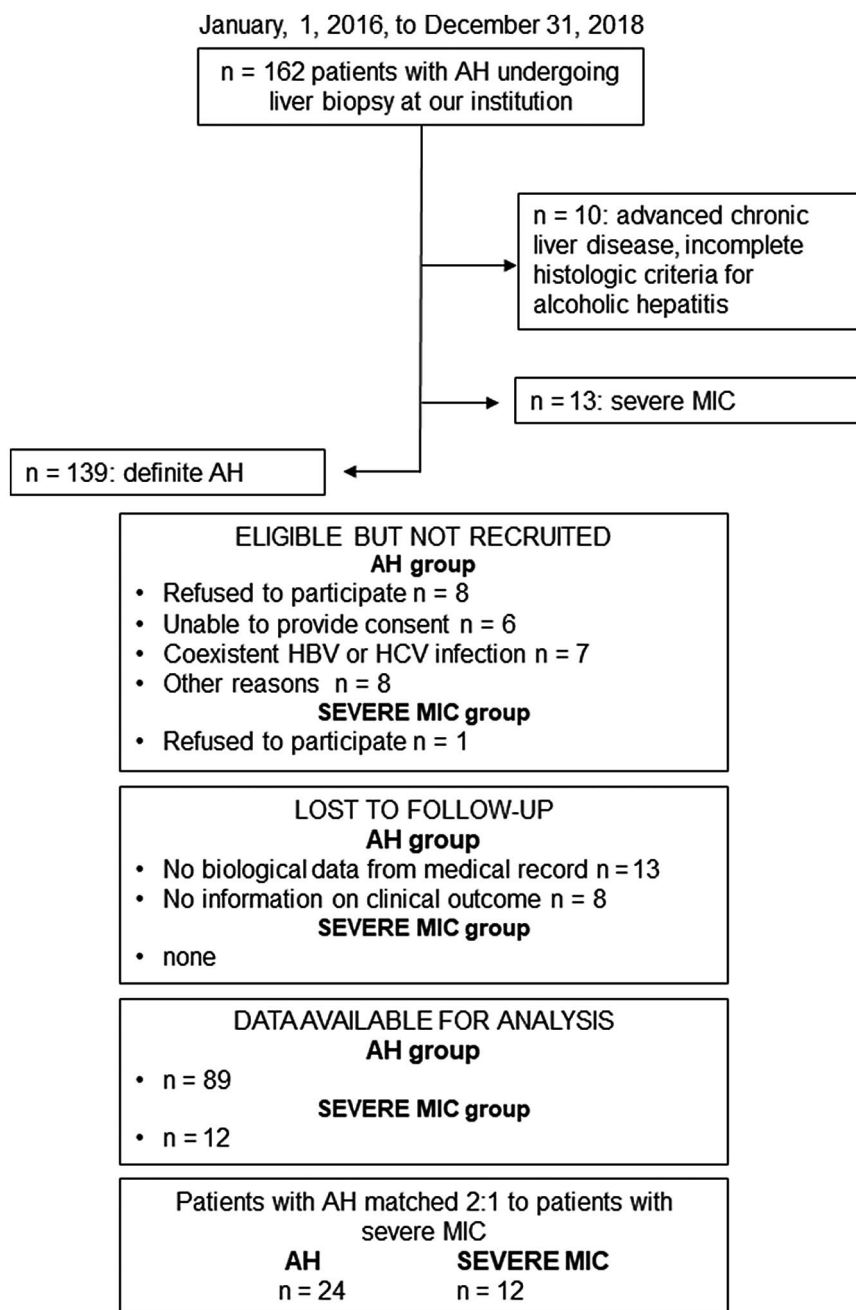 January, 1, 2016, to December 31, 2018
n = 162 patients with AH undergoing
liver biopsy at our institution
n = 10: advanced chronic
liver disease, incomplete
histologic criteria for
alcoholic hepatitis
n = 13: severe MIC
n = 139: definite AH
ELIGIBLE BUT NOT RECRUITED
AH group
• Refused to participate n = 8
• Unable to provide consent n = 6
• Coexistent HBV or HCV infection n = 7
• Other reasons n = 8
SEVERE MIC group
• Refused to participate n = 1
LOST TO FOLLOW-UP
AH group
• No biological data from medical record n = 13
• No information on clinical outcome n = 8
SEVERE MIC group
• none
DATA AVAILABLE FOR ANALYSIS
AH group
• n = 89
SEVERE MIC group
• n = 12
Patients with AH matched 2:1 to patients with
severe MIC
AH SEVERE MIC
n = 24 n = 12